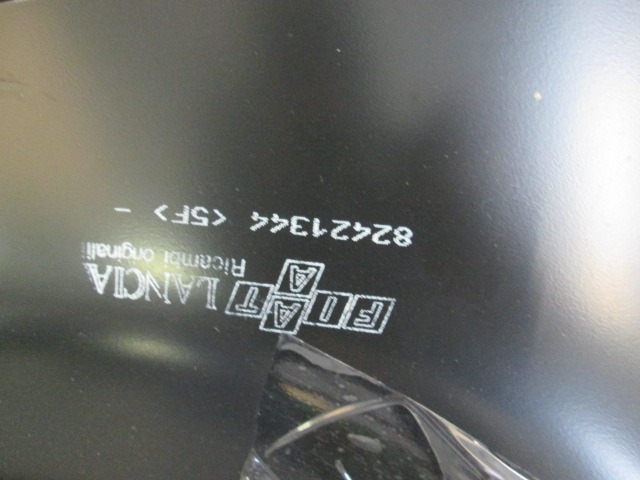 FIAT LANCIA
A Ricambi originali
82421344 <5F> -